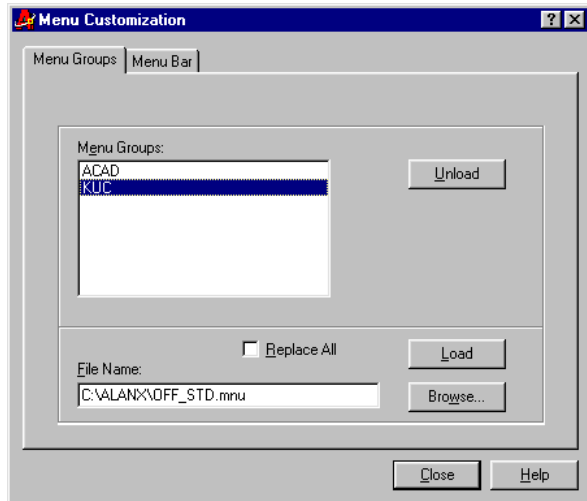 Menu Customization
Menu Groups
Menu Bar
Menu Groups:
ACAD
KUC
Unload
Replace All
Load
File Name:
C:\ALANX\OFF_STD.mnu
Browse...
Close
Help